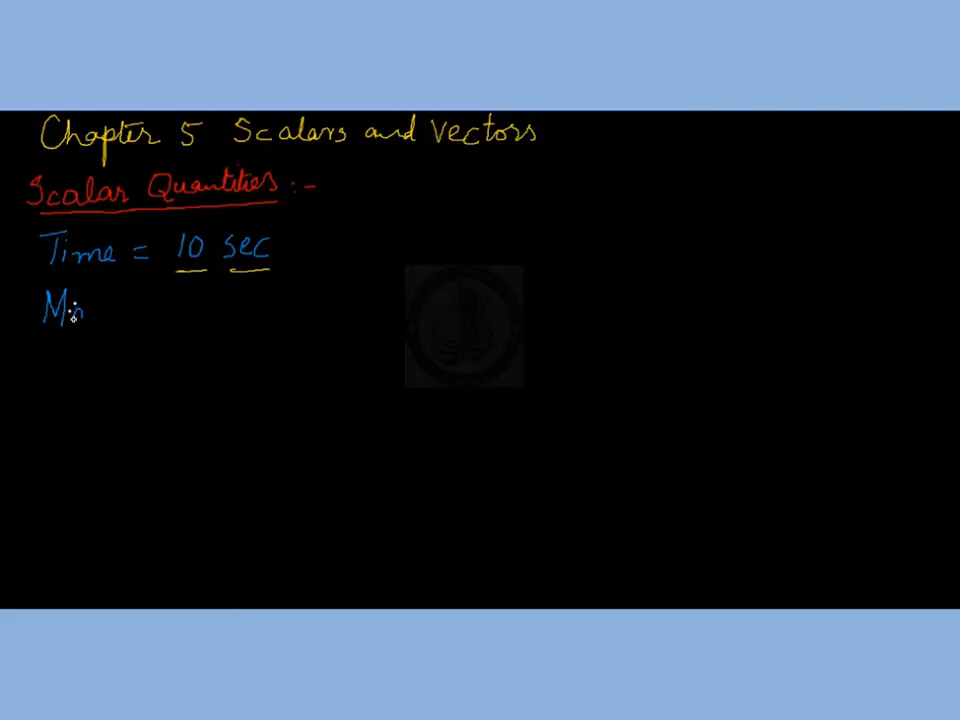 Chapter 5 Scalars and Vectors
Scalar Quantities :-
Time = 10 sec